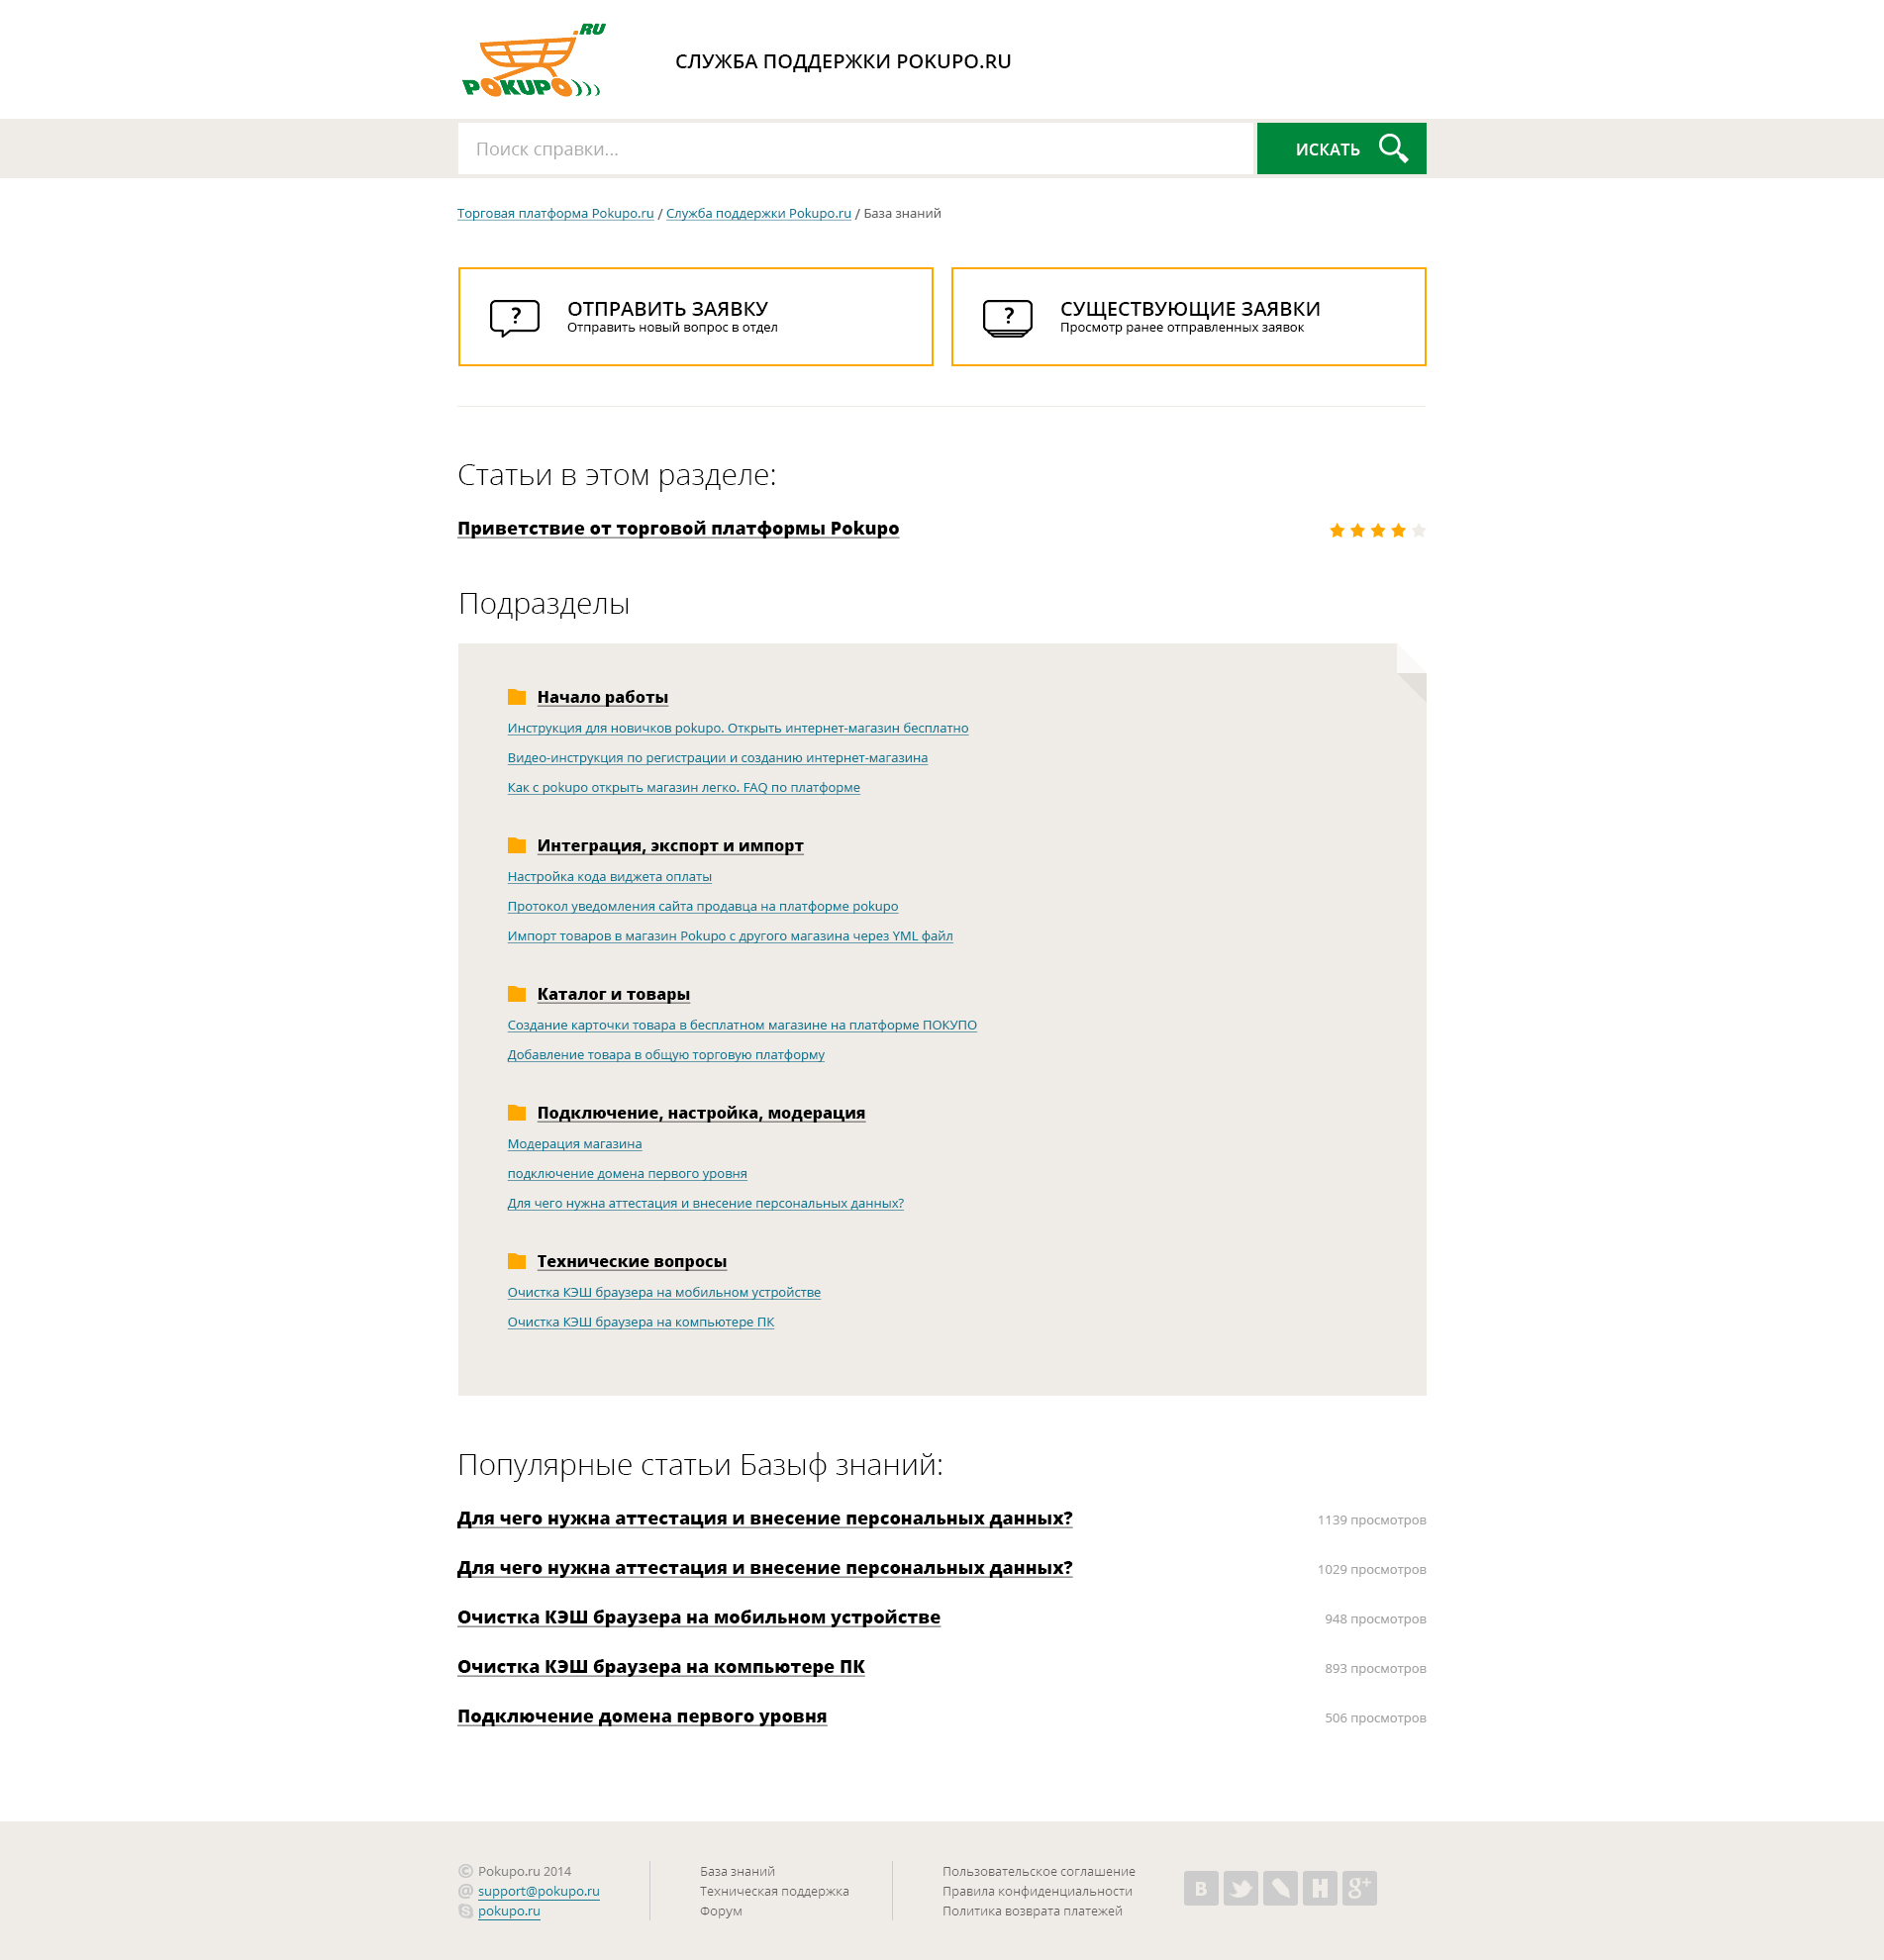 .RU
POKUPO
СЛУЖБА ПОДДЕРЖКИ POKUPO.RU
Поиск справки...
ИСКАТЬ
Торговая платформа Pokupo.ru / Служба поддержки Pokupo.ru / База знаний
ОТПРАВИТЬ ЗАЯВКУ
Отправить новый вопрос в отдел
СУЩЕСТВУЮЩИЕ ЗАЯВКИ
Просмотр ранее отправленных заявок
Статьи в этом разделе:
Приветствие от торговой платформы Pokupo
Подразделы
Начало работы
Инструкция для новичков pokupo. Открыть интернет-магазин бесплатно
Видео-инструкция по регистрации и созданию интернет-магазина
Как с pokupo открыть магазин легко. FAQ по платформе
Интеграция, экспорт и импорт
Настройка кода виджета оплаты
Протокол уведомления сайта продавца на платформе pokupo
Импорт товаров в магазин Pokupo с другого магазина через YML файл
Каталог и товары
Создание карточки товара в бесплатном магазине на платформе ПОКУПО
Добавление товара в общую торговую платформу
Подключение, настройка, модерация
Модерация магазина
подключение домена первого уровня
Для чего нужна аттестация и внесение персональных данных?
Технические вопросы
Очистка КЭШ браузера на мобильном устройстве
Очистка КЭШ браузера на компьютере ПК
Популярные статьи Базыф знаний:
Для чего нужна аттестация и внесение персональных данных? 1139 просмотров
Для чего нужна аттестация и внесение персональных данных? 1029 просмотров
Очистка КЭШ браузера на мобильном устройстве 948 просмотров
Очистка КЭШ браузера на компьютере ПК 893 просмотров
Подключение домена первого уровня 506 просмотров
© Pokupo.ru 2014
@ support@pokupo.ru
pokupo.ru
База знаний
Техническая поддержка
Форум
Пользовательское соглашение
Правила конфиденциальности
Политика возврата платежей
В
H
g+